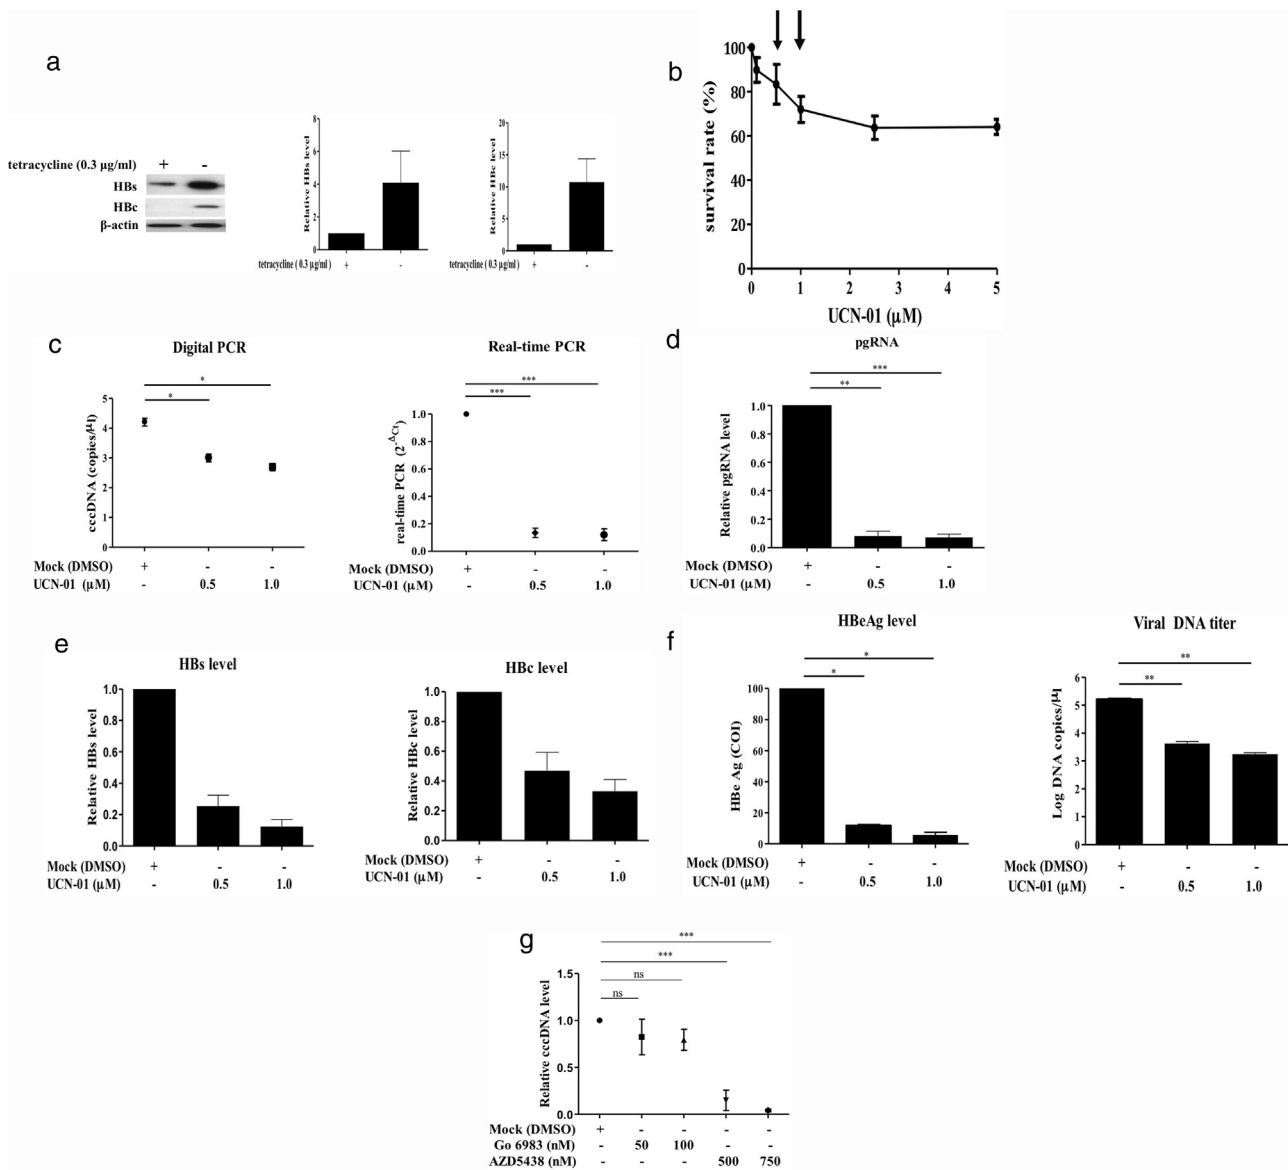 a
tetracycline (0.3 µg/ml) + -
HBs
HBc
β-actin
Relative HBs level
8
6
4
2
0
tetracycline ( 0.3 µg/ml ) + -
Relative HBc level
20
15
10
5
0
tetracycline ( 0.3 µg/ml ) + -
b
survival rate (%)
100
80
60
40
20
0
0 1 2 3 4 5
UCN-01 (µM)
c
Digital PCR
* 
*
cccDNA (copies/µl)
5
4
3
2
1
0
Mock (DMSO) + - -
UCN-01 (µM) - 0.5 1.0
Real-time PCR
***
***
real-time PCR (2-ΔCt)
1.0
0.8
0.6
0.4
0.2
0.0
Mock (DMSO) + - -
UCN-01 (µM) - 0.5 1.0
d
pgRNA
***
**
Relative pgRNA level
1.0
0.8
0.6
0.4
0.2
0.0
Mock (DMSO) + - -
UCN-01 (µM) - 0.5 1.0
e
HBs level
Relative HBs level
1.0
0.8
0.6
0.4
0.2
0.0
Mock (DMSO) + - -
UCN-01 (µM) - 0.5 1.0
HBc level
Relative HBc level
1.0
0.8
0.6
0.4
0.2
0.0
Mock (DMSO) + - -
UCN-01 (µM) - 0.5 1.0
f
HBeAg level
*
*
HBe Ag (COI)
100
80
60
40
20
0
Mock (DMSO) + - -
UCN-01 (µM) - 0.5 1.0
Viral DNA titer
**
**
Log DNA copies/µl
6
5
4
3
2
1
0
Mock (DMSO) + - -
UCN-01 (µM) - 0.5 1.0
g
***
***
ns
ns
Relative cccDNA level
1.5
1.0
0.5
0.0
Mock (DMSO) + - - - -
Go 6983 (nM) - 50 100 - -
AZD5438 (nM) - - - 500 750